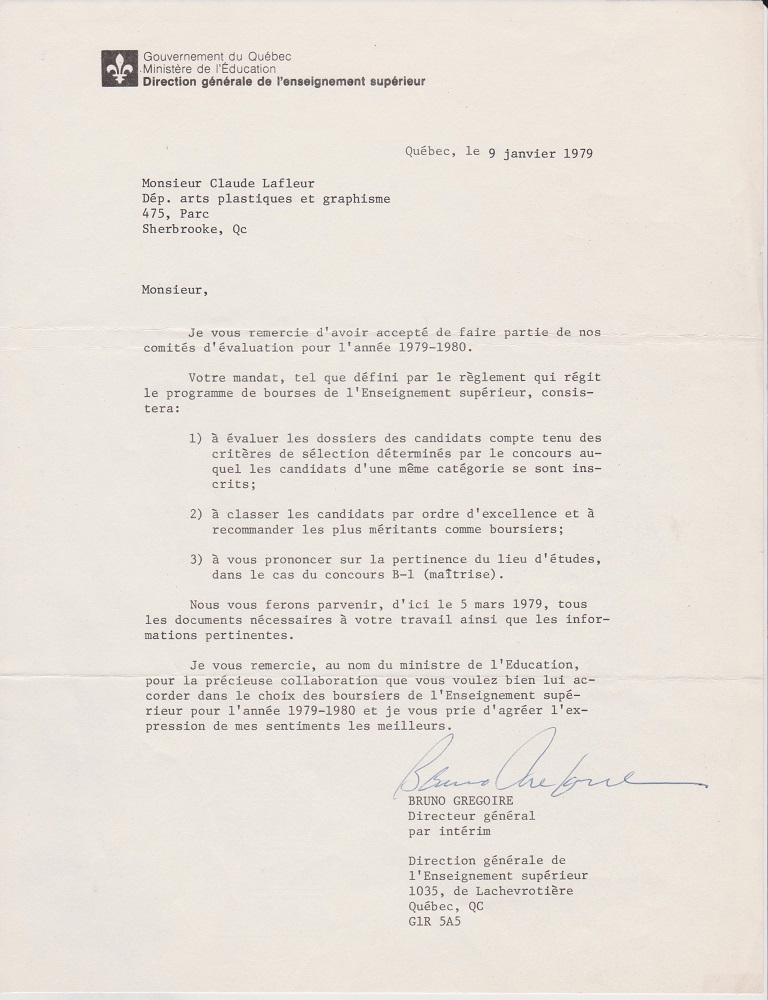 Gouvernement du Québec
Ministère de l'Éducation
Direction générale de l'enseignement supérieur
Québec, le 9 janvier 1979
Monsieur Claude Lafleur
Dép. arts plastiques et graphisme
475, Parc
Sherbrooke, Qc
Monsieur,
Je vous remercie d'avoir accepté de faire partie de nos
comités d'évaluation pour l'année 1979-1980.
Votre mandat, tel que défini par le règlement qui régit
le programme de bourses de l'Enseignement supérieur, consis-
tera:
1) à évaluer les dossiers des candidats compte tenu des
critères de sélection déterminés par le concours au-
quel les candidats d'une même catégorie se sont ins-
crits;
2) à classer les candidats par ordre d'excellence et à
recommander les plus méritants comme boursiers;
3) à vous prononcer sur la pertinence du lieu d'études,
dans le cas du concours B-1 (maîtrise).
Nous vous ferons parvenir, d'ici le 5 mars 1979, tous
les documents nécessaires à votre travail ainsi que les infor-
mations pertinentes.
Je vous remercie, au nom du ministre de l'Education,
pour la précieuse collaboration que vous voulez bien lui ac-
corder dans le choix des boursiers de l'Enseignement supé-
rieur pour l'année 1979-1980 et je vous prie d'agréer l'ex-
pression de mes sentiments les meilleurs.
Bruno Gregoire
BRUNO GREGOIRE
Directeur général
par intérim
Direction générale de
l'Enseignement supérieur
1035, de Lachevrotière
Québec, QC
G1R 5A5